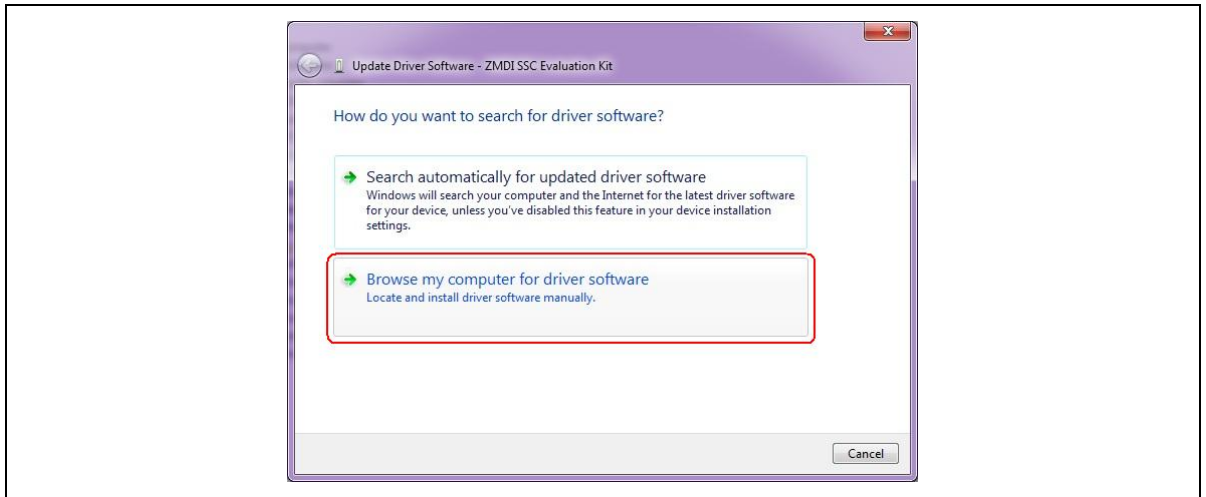 Update Driver Software - ZMDI SSC Evaluation Kit
How do you want to search for driver software?
Search automatically for updated driver software
Windows will search your computer and the Internet for the latest driver software
for your device, unless you've disabled this feature in your device installation
settings.
Browse my computer for driver software
Locate and install driver software manually.
Cancel